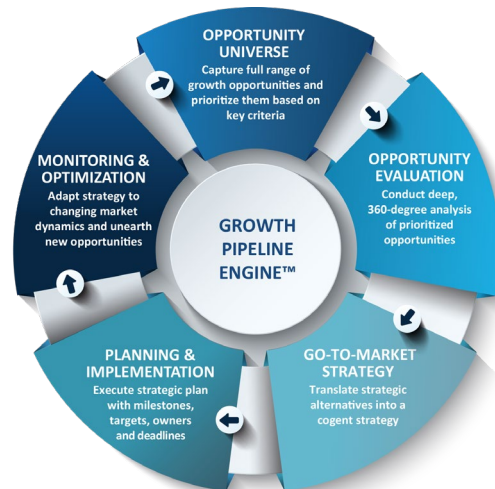 OPPORTUNITY
UNIVERSE
Capture full range of
growth opportunities and
prioritize them based on
key criteria
OPPORTUNITY
EVALUATION
Conduct deep,
360-degree analysis
of prioritized
opportunities
GO-TO-MARKET
STRATEGY
Translate strategic
alternatives into a
cogent strategy
PLANNING &
IMPLEMENTATION
Execute strategic plan
with milestones,
targets, owners
and deadlines
MONITORING &
OPTIMIZATION
Adapt strategy to
changing market
dynamics and unearth
new opportunities
GROWTH
PIPELINE
ENGINE™